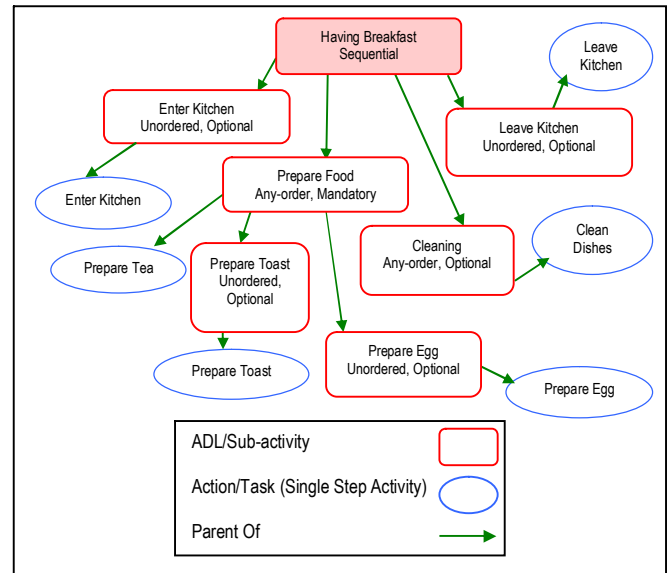 Having Breakfast
Sequential
Leave
Kitchen
Enter Kitchen
Unordered, Optional
Leave Kitchen
Unordered, Optional
Prepare Food
Any-order, Mandatory
Enter Kitchen
Clean
Dishes
Cleaning
Any-order, Optional
Prepare Tea
Prepare Toast
Unordered,
Optional
Prepare Egg
Unordered, Optional
Prepare Toast
Prepare Egg
ADL/Sub-activity
Action/Task (Single Step Activity)
Parent Of